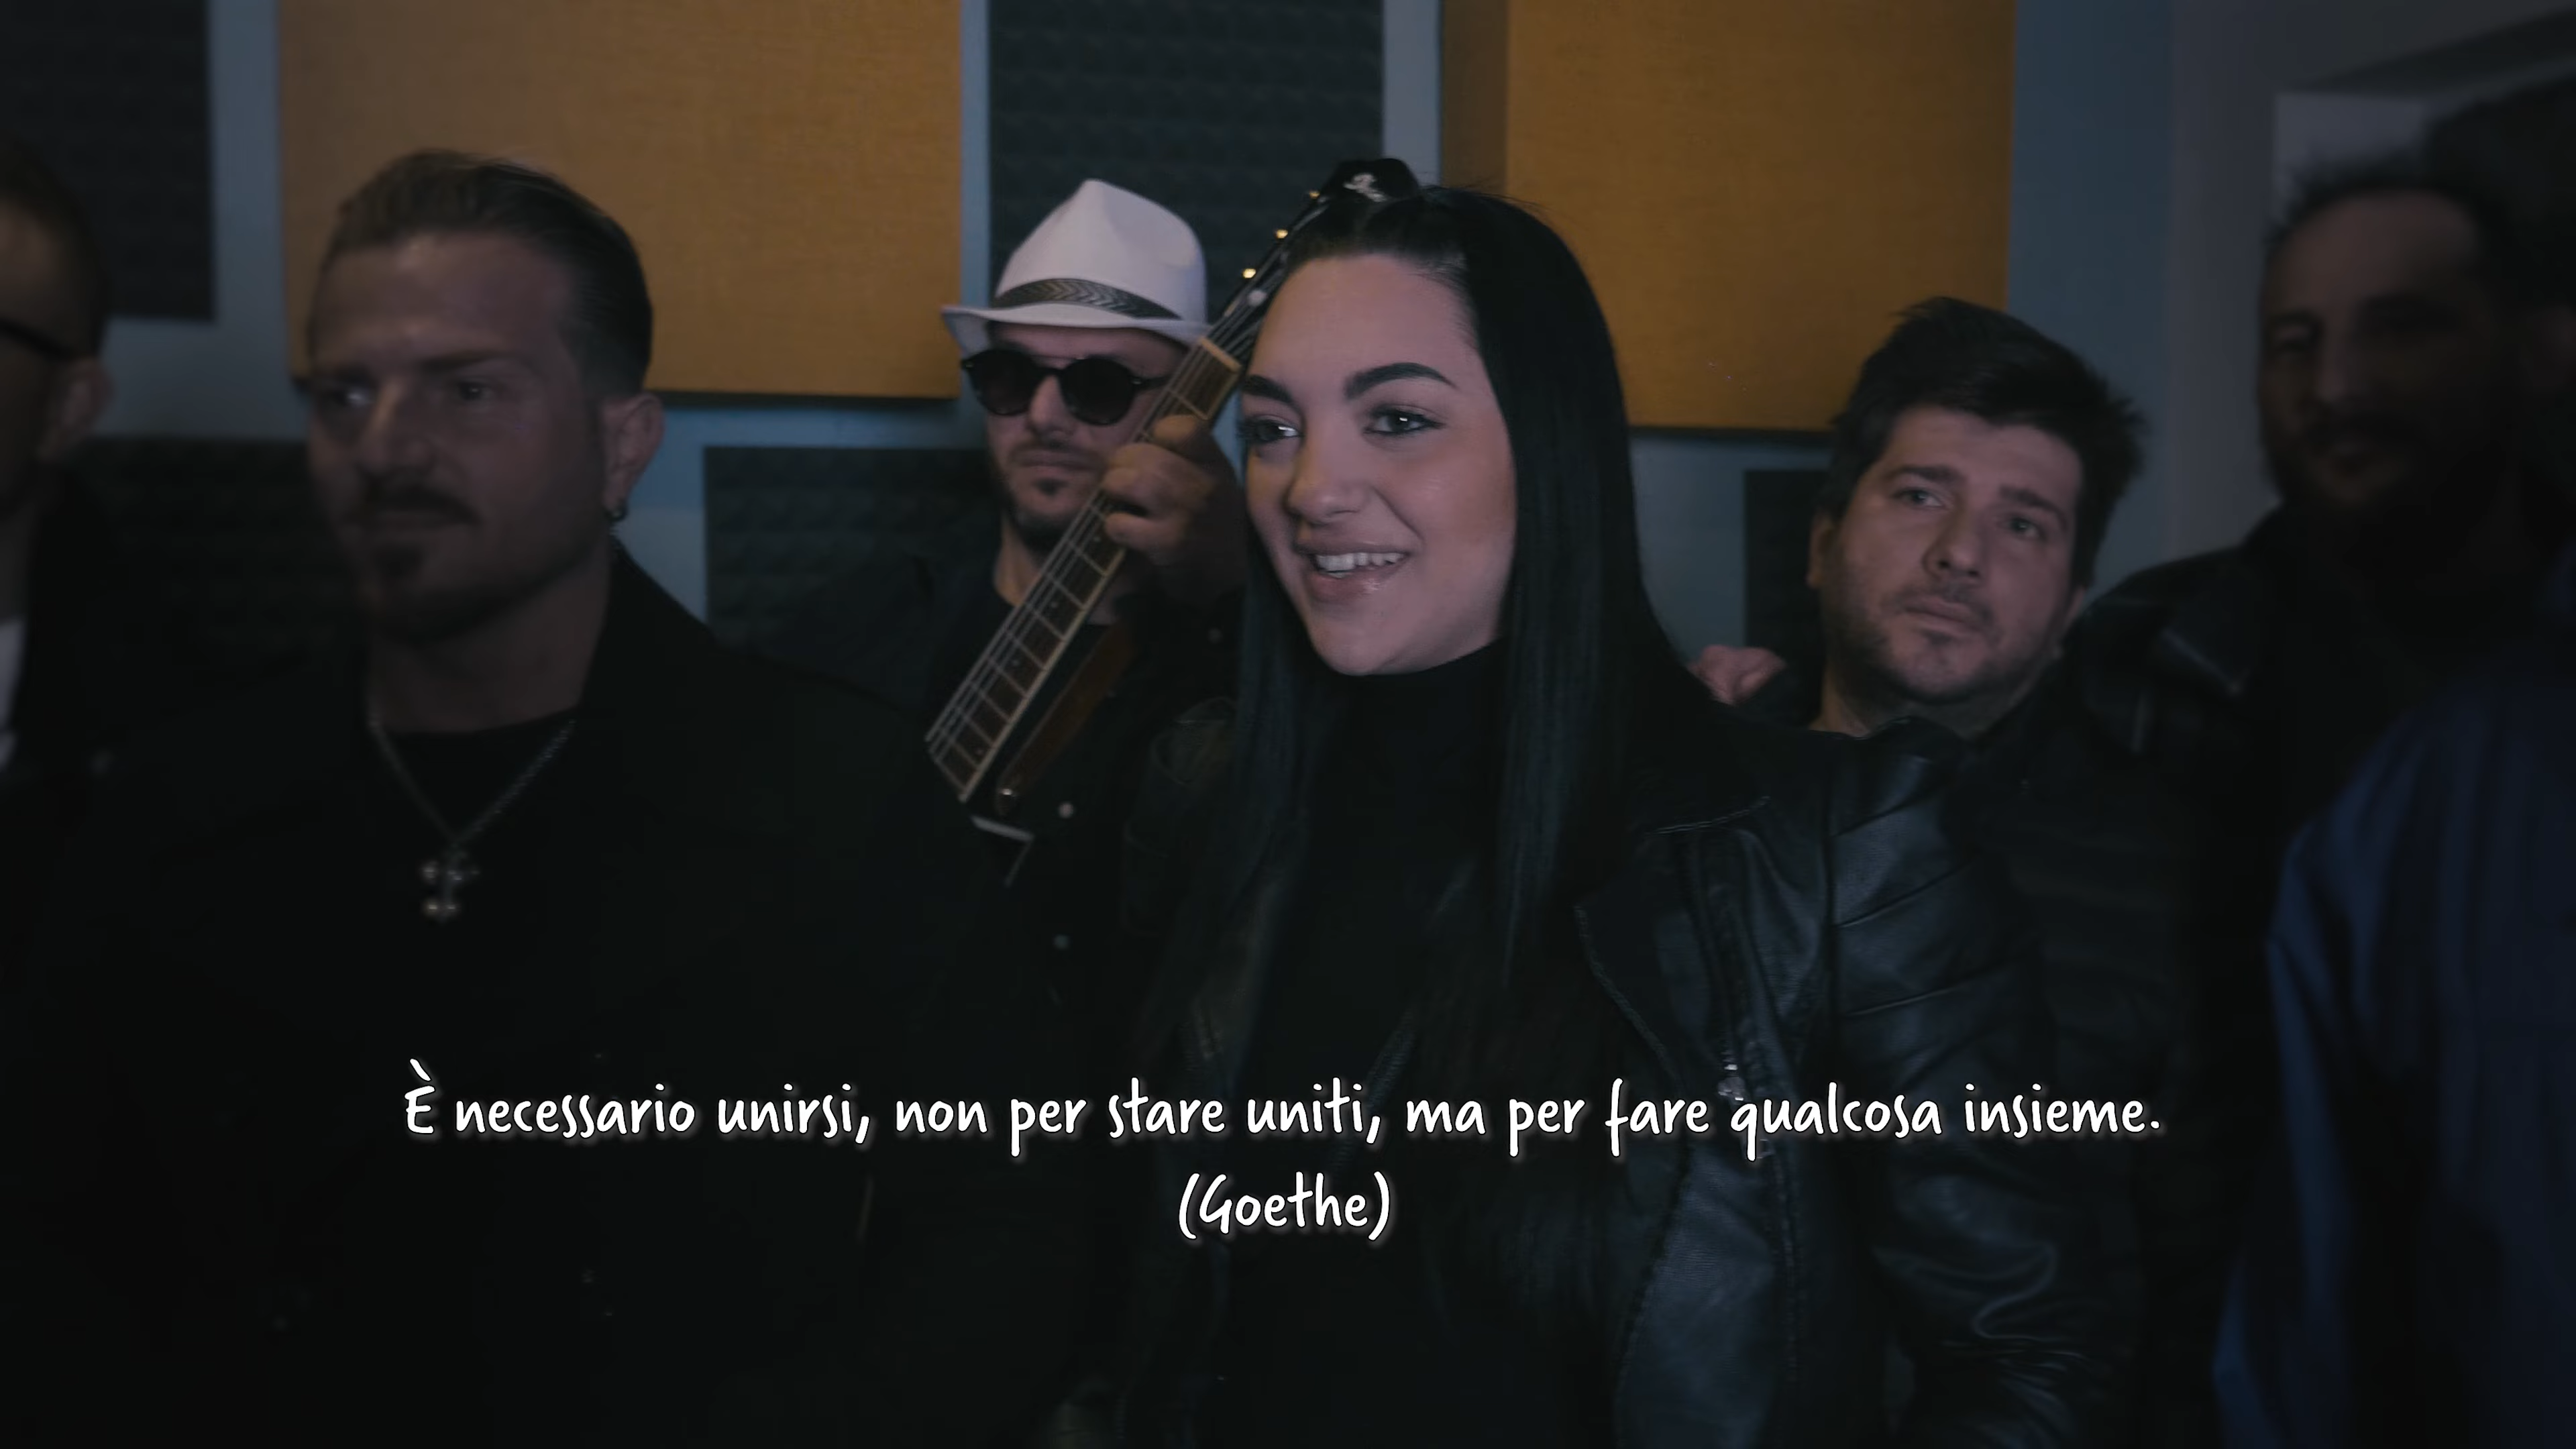 È necessario unirsi, non per stare uniti, ma per fare qualcosa insieme.
(Goethe)